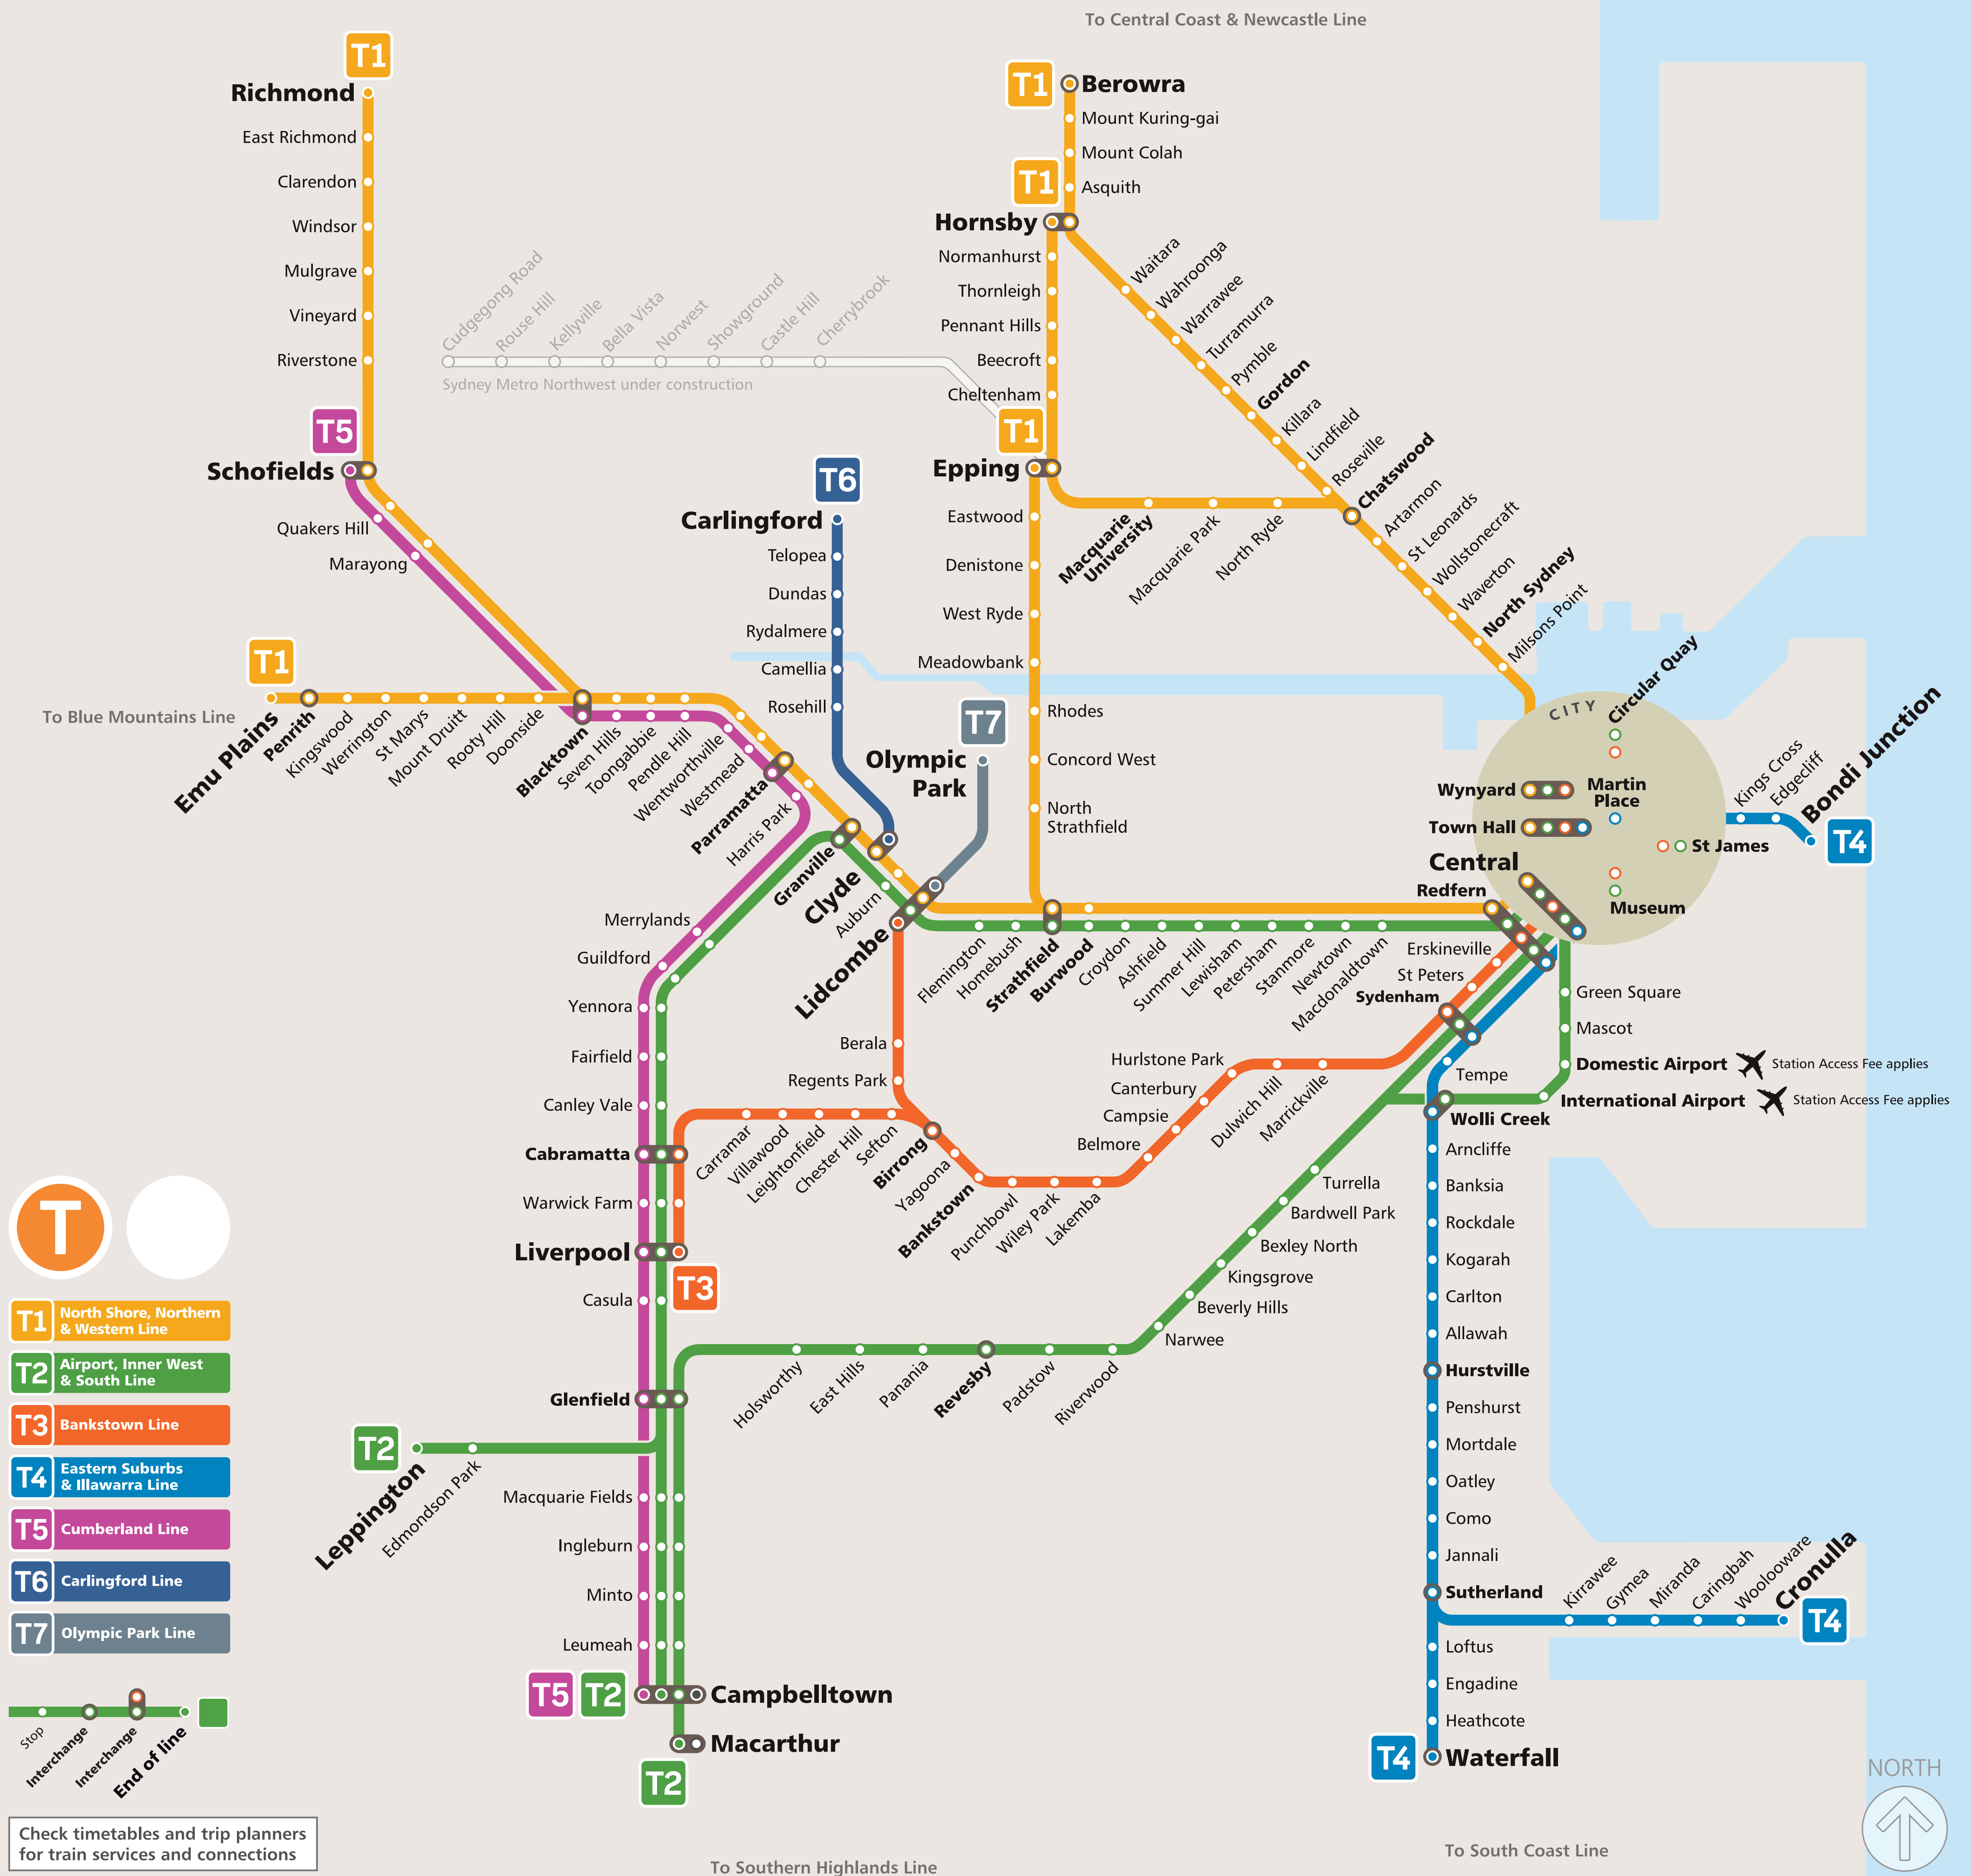 To Central Coast & Newcastle Line
T1
Richmond
East Richmond
Clarendon
Windsor
Mulgrave
Vineyard
Riverstone
T5
Schofields
Quakers Hill
Marayong
T1
Berowra
Mount Kuring-gai
Mount Colah
Asquith
T1
Hornsby
Normanhurst
Thornleigh
Pennant Hills
Beecroft
Cheltenham
T1
Epping
Eastwood
Denistone
West Ryde
Meadowbank
Rhodes
Concord West
North
Strathfield
Waitara
Wahroonga
Warrawee
Turramurra
Pymble
Gordon
Killara
Lindfield
Roseville
Chatswood
Artarmon
St Leonards
Wollstonecraft
Waverton
North Sydney
Milsons Point
Macquarie
University
Macquarie Park
North Ryde
Cudgegong Road
Rouse Hill
Kellyville
Bella Vista
Norwest
Showground
Castle Hill
Cherrybrook
Sydney Metro Northwest under construction
T6
Carlingford
Telopea
Dundas
Rydalmere
Camellia
Rosehill
T7
Olympic
Park
T1
To Blue Mountains Line
Emu Plains
Penrith
Kingswood
Werrington
St Marys
Mount Druitt
Rooty Hill
Doonside
Blacktown
Seven Hills
Toongabbie
Pendle Hill
Wentworthville
Westmead
Parramatta
Harris Park
Granville
Clyde
Auburn
Lidcombe
Flemington
Homebush
Strathfield
Burwood
Croydon
Ashfield
Summer Hill
Lewisham
Petersham
Stanmore
Newtown
Macdonaldtown
CITY
Circular Quay
Wynyard
Martin
Place
Town Hall
St James
Central
Museum
Redfern
Kings Cross
Edgecliff
Bondi Junction
T4
Erskineville
St Peters
Sydenham
Green Square
Mascot
Domestic Airport
Station Access Fee applies
International Airport
Station Access Fee applies
Tempe
Wolli Creek
Arncliffe
Banksia
Rockdale
Kogarah
Carlton
Allawah
Hurstville
Penshurst
Mortdale
Oatley
Como
Jannali
Sutherland
Loftus
Engadine
Heathcote
T4
Waterfall
Kirrawee
Gymea
Miranda
Caringbah
Woolooware
Cronulla
T4
Merrylands
Guildford
Yennora
Fairfield
Canley Vale
Cabramatta
Warwick Farm
Liverpool
T3
Casula
Glenfield
T2
Leppington
Edmondson Park
Macquarie Fields
Ingleburn
Minto
Leumeah
T5
T2
Campbelltown
Macarthur
T2
Berala
Regents Park
Carramar
Villawood
Leightonfield
Chester Hill
Sefton
Birrong
Yagoona
Bankstown
Punchbowl
Wiley Park
Lakemba
Belmore
Campsie
Canterbury
Hurlstone Park
Dulwich Hill
Marrickville
Holsworthy
East Hills
Panania
Revesby
Padstow
Riverwood
Narwee
Beverly Hills
Kingsgrove
Bexley North
Bardwell Park
Turrella
T
T1 North Shore, Northern
& Western Line
T2 Airport, Inner West
& South Line
T3 Bankstown Line
T4 Eastern Suburbs
& Illawarra Line
T5 Cumberland Line
T6 Carlingford Line
T7 Olympic Park Line
Stop
Interchange
Interchange
End of line
Check timetables and trip planners
for train services and connections
To Southern Highlands Line
To South Coast Line
NORTH